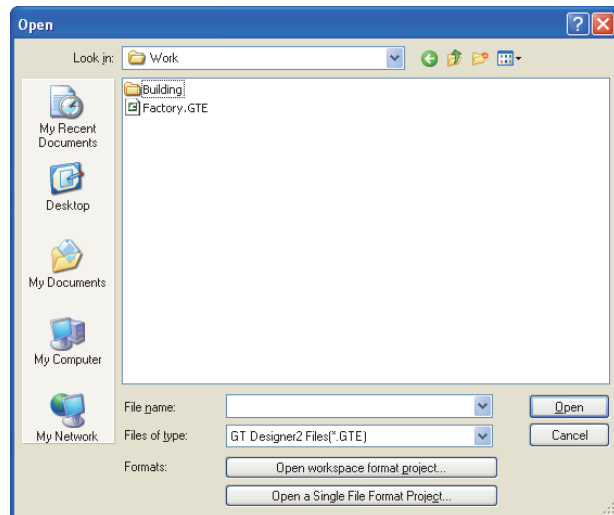 Open
Look in: Work
Building
Factory.GTE
My Recent
Documents
Desktop
My Documents
My Computer
My Network
File name:
Open
Files of type: GT Designer2 Files(*.GTE)
Cancel
Formats: Open workspace format project...
Open a Single File Format Project...